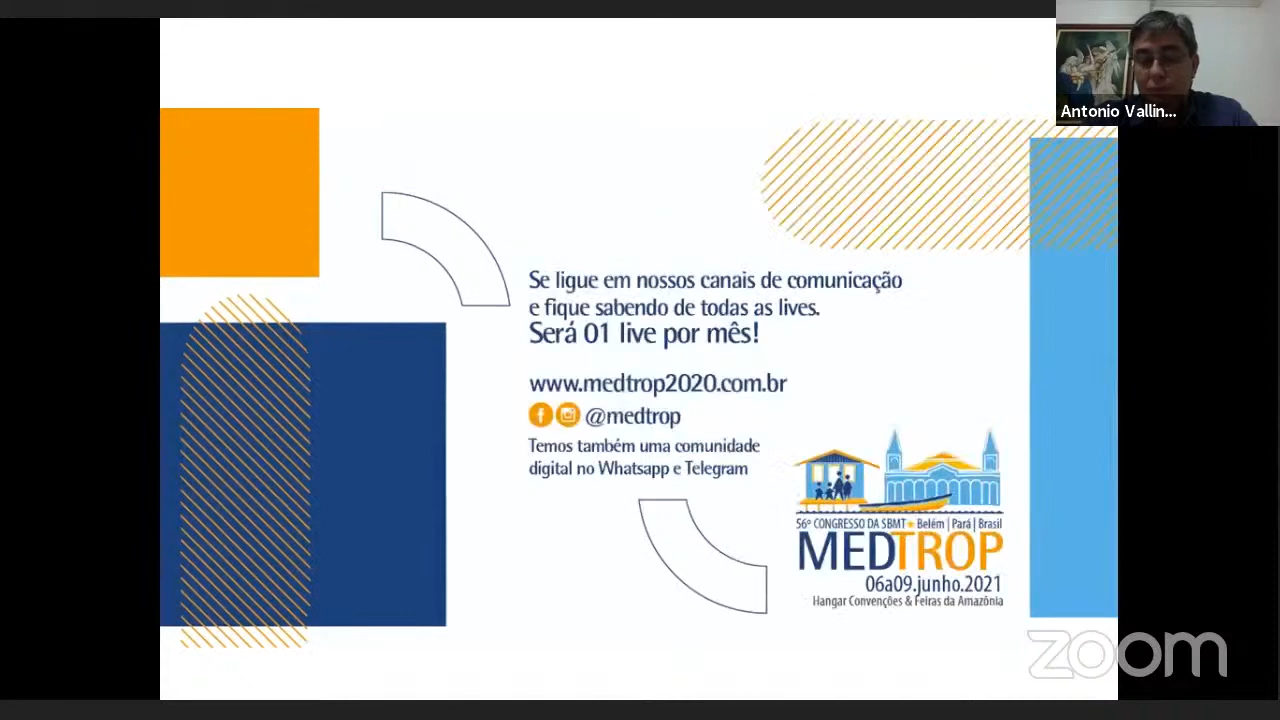 Antonio Vallin...
Se ligue em nossos canais de comunicação
e fique sabendo de todas as lives.
Será 01 live por mês!
www.medtrop2020.com.br
@medtrop
Temos também uma comunidade
digital no Whatsapp e Telegram
56º CONGRESSO DA SBMT Belém | Pará | Brasil
MEDTROP
06a09.junho.2021
Hangar Convenções & Feiras da Amazônia
zoom